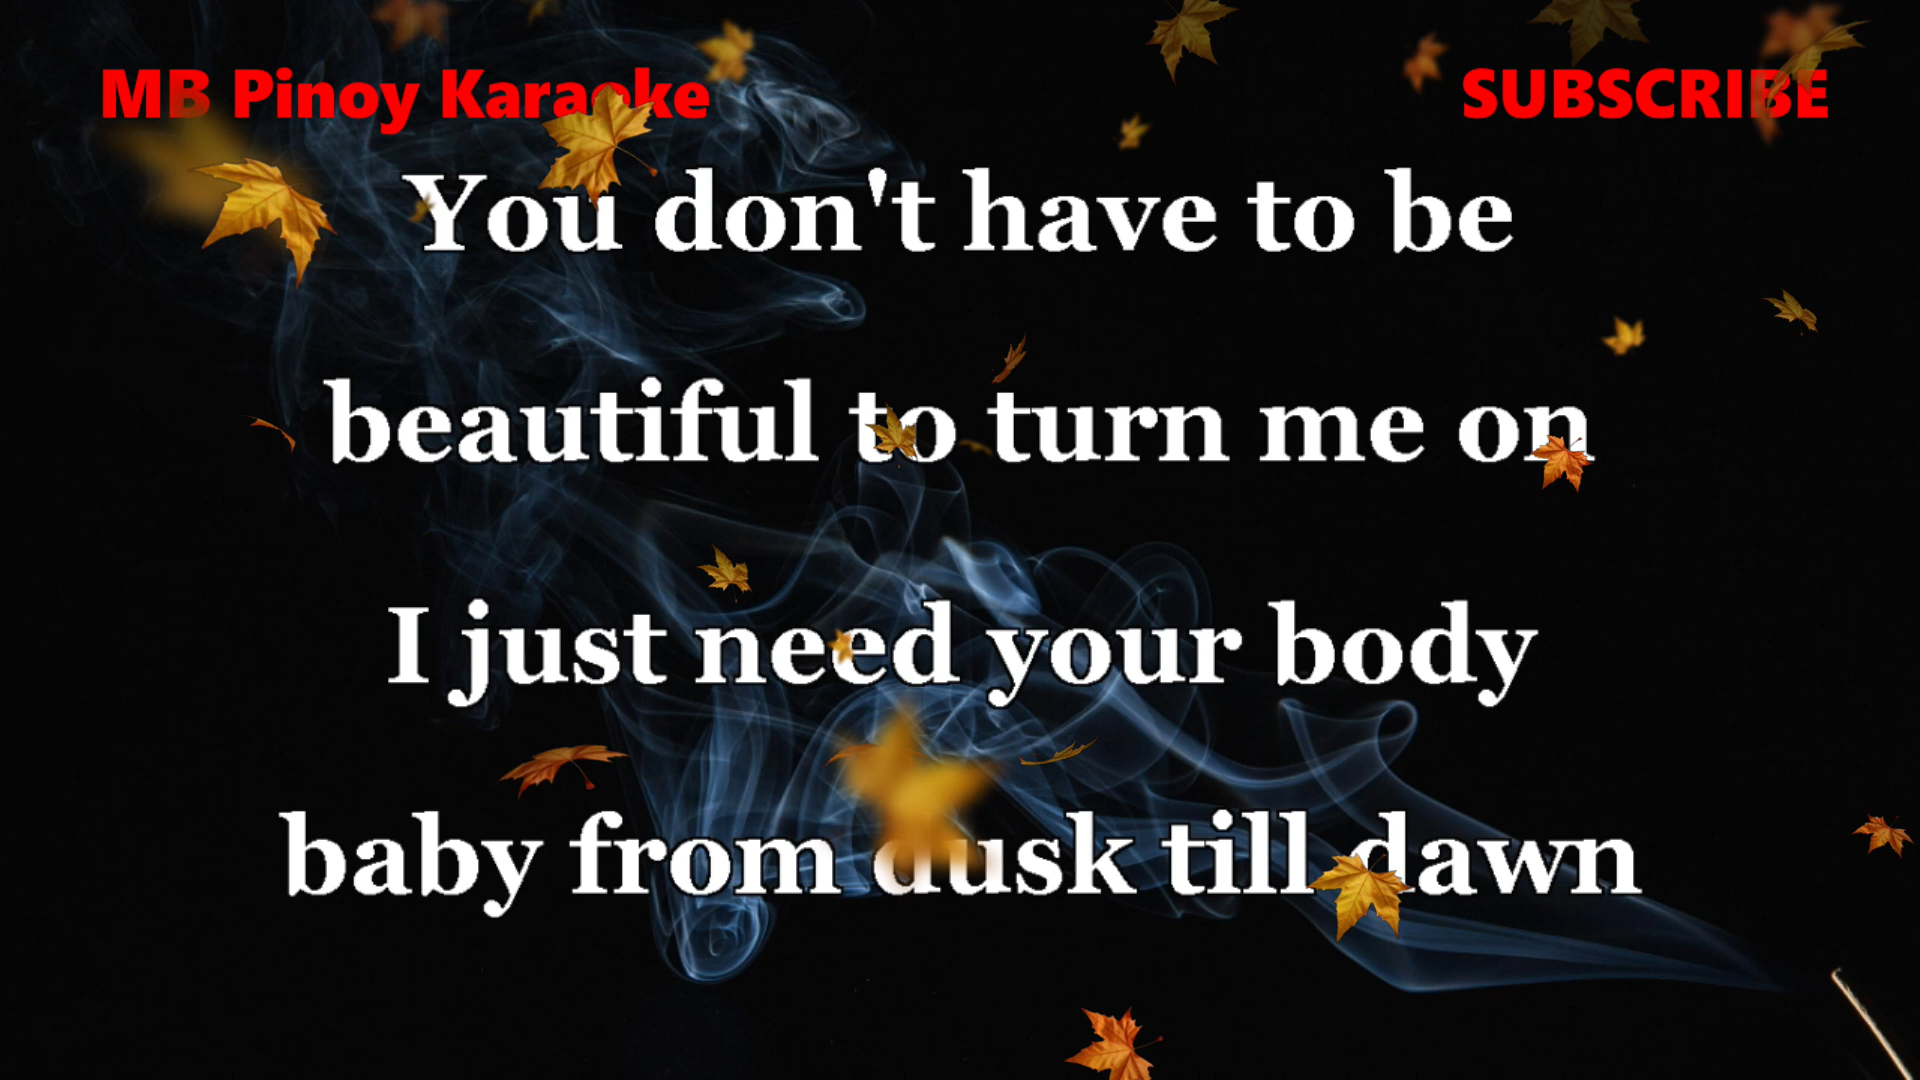 MB Pinoy Karaoke
SUBSCRIBE
You don't have to be
beautiful to turn me on
I just need your body
baby from dusk till dawn